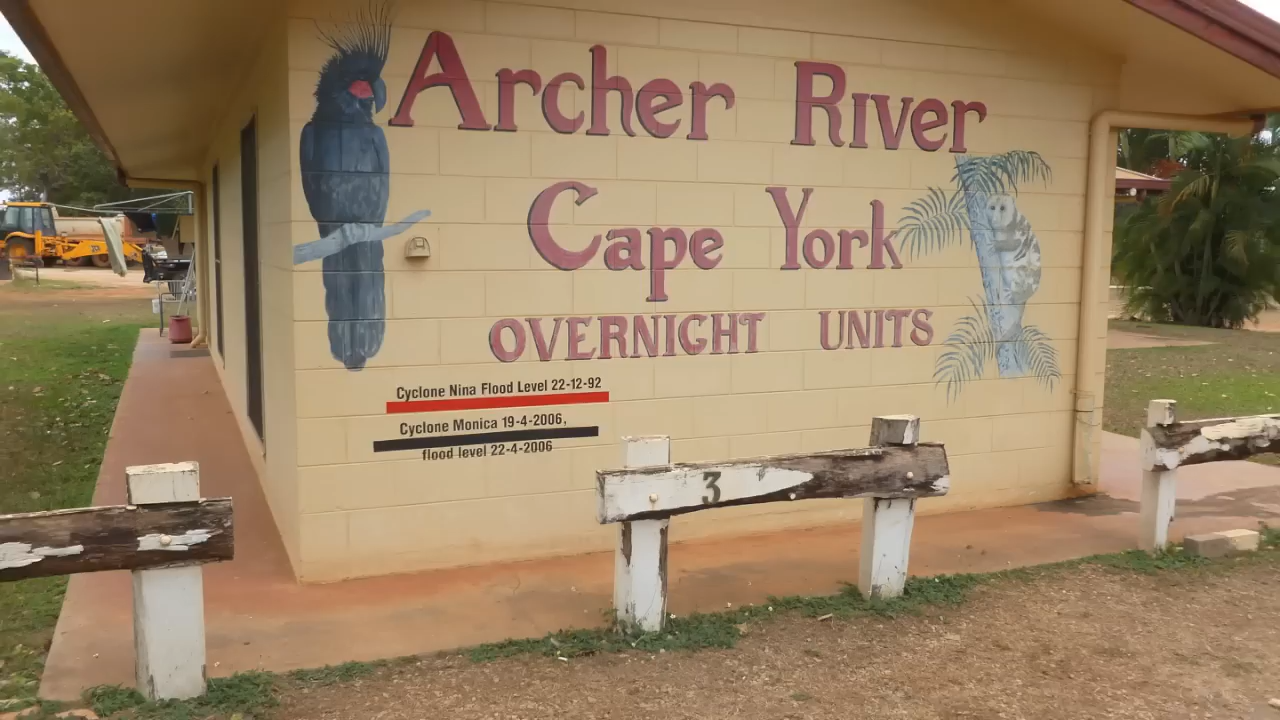 Archer River
Cape York
OVERNIGHT UNITS
Cyclone Nina Flood Level 22-12-92
Cyclone Monica 19-4-2006,
flood level 22-4-2006
3